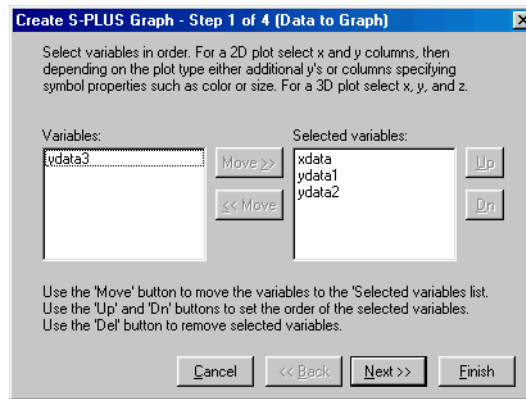 Create S-PLUS Graph - Step 1 of 4 (Data to Graph)
Select variables in order. For a 2D plot select x and y columns, then
depending on the plot type either additional y's or columns specifying
symbol properties such as color or size. For a 3D plot select x, y, and z.
Variables:
Selected variables:
ydata3
Move >>
<< Move
xdata
ydata1
ydata2
Up
Dn
Use the 'Move' button to move the variables to the 'Selected variables list.
Use the 'Up' and 'Dn' buttons to set the order of the selected variables.
Use the 'Del' button to remove selected variables.
Cancel
<< Back
Next >>
Finish